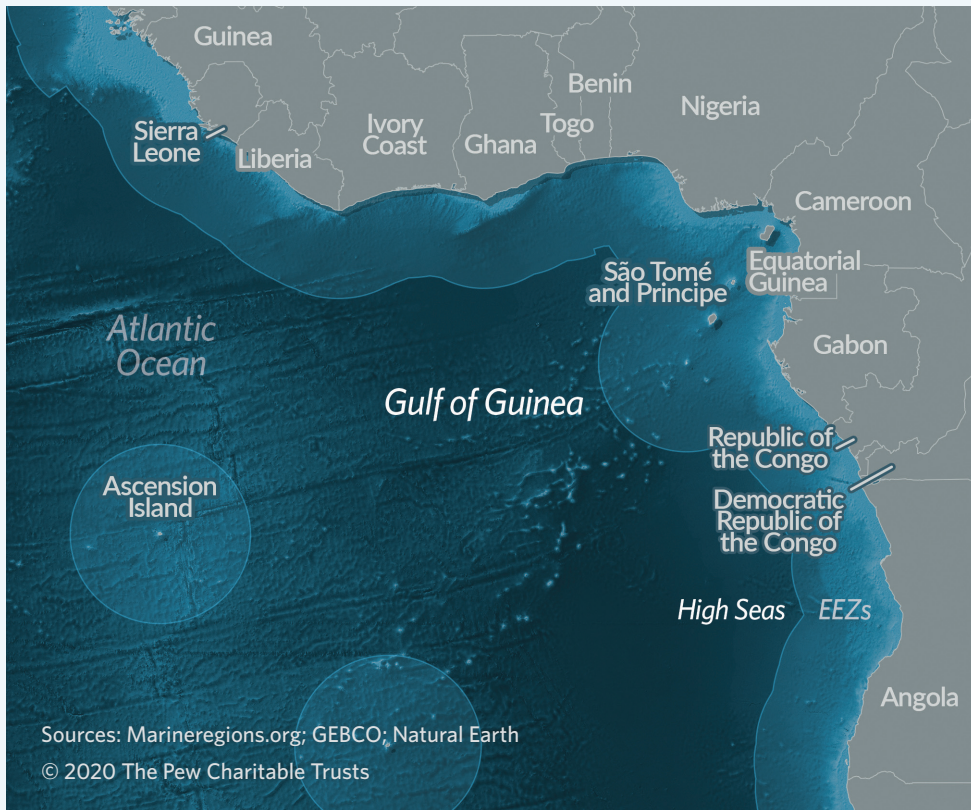 Guinea
Benin
Nigeria
Ivory
Coast
Ghana
Togo
Sierra
Leone
Liberia
Cameroon
Equatorial
Guinea
São Tomé
and Principe
Atlantic
Ocean
Gabon
Gulf of Guinea
Republic of
the Congo
Ascension
Island
Democratic
Republic of
the Congo
High Seas
EEZs
Angola
Sources: Marineregions.org; GEBCO; Natural Earth
© 2020 The Pew Charitable Trusts